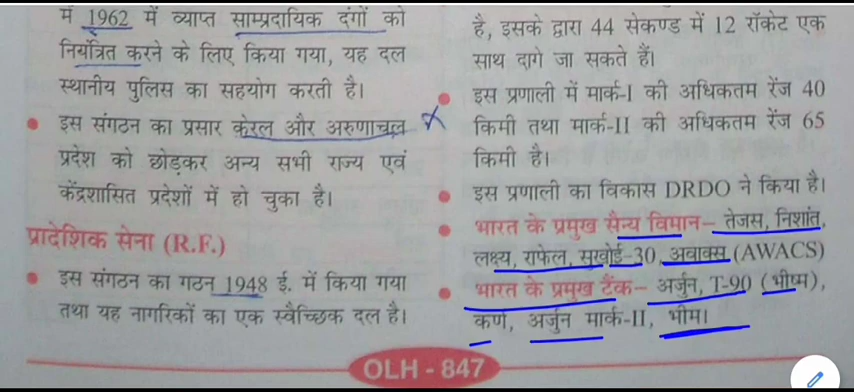 में 1962 में व्याप्त साम्प्रदायिक दंगों को
नियंत्रित करने के लिए किया गया, यह दल
स्थानीय पुलिस का सहयोग करती है।
इस संगठन का प्रसार केरल और अरुणाचल
प्रदेश को छोड़कर अन्य सभी राज्य एवं
केंद्रशासित प्रदेशों में हो चुका है।
प्रादेशिक सेना (R.F.)
इस संगठन का गठन 1948 ई. में किया गया
तथा यह नागरिकों का एक स्वैच्छिक दल है।
है, इसके द्वारा 44 सेकण्ड में 12 रॉकेट एक
साथ दागे जा सकते हैं।
इस प्रणाली में मार्क-I की अधिकतम रेंज 40
किमी तथा मार्क-II की अधिकतम रेंज 65
किमी है।
इस प्रणाली का विकास DRDO ने किया है।
भारत के प्रमुख सैन्य विमान– तेजस, निशांत,
लक्ष्य, राफेल, सुखोई-30, अवाक्स (AWACS)
भारत के प्रमुख टैंक– अर्जुन, T-90 (भीष्म),
कर्ण, अर्जुन मार्क-II, भीम।
OLH - 847